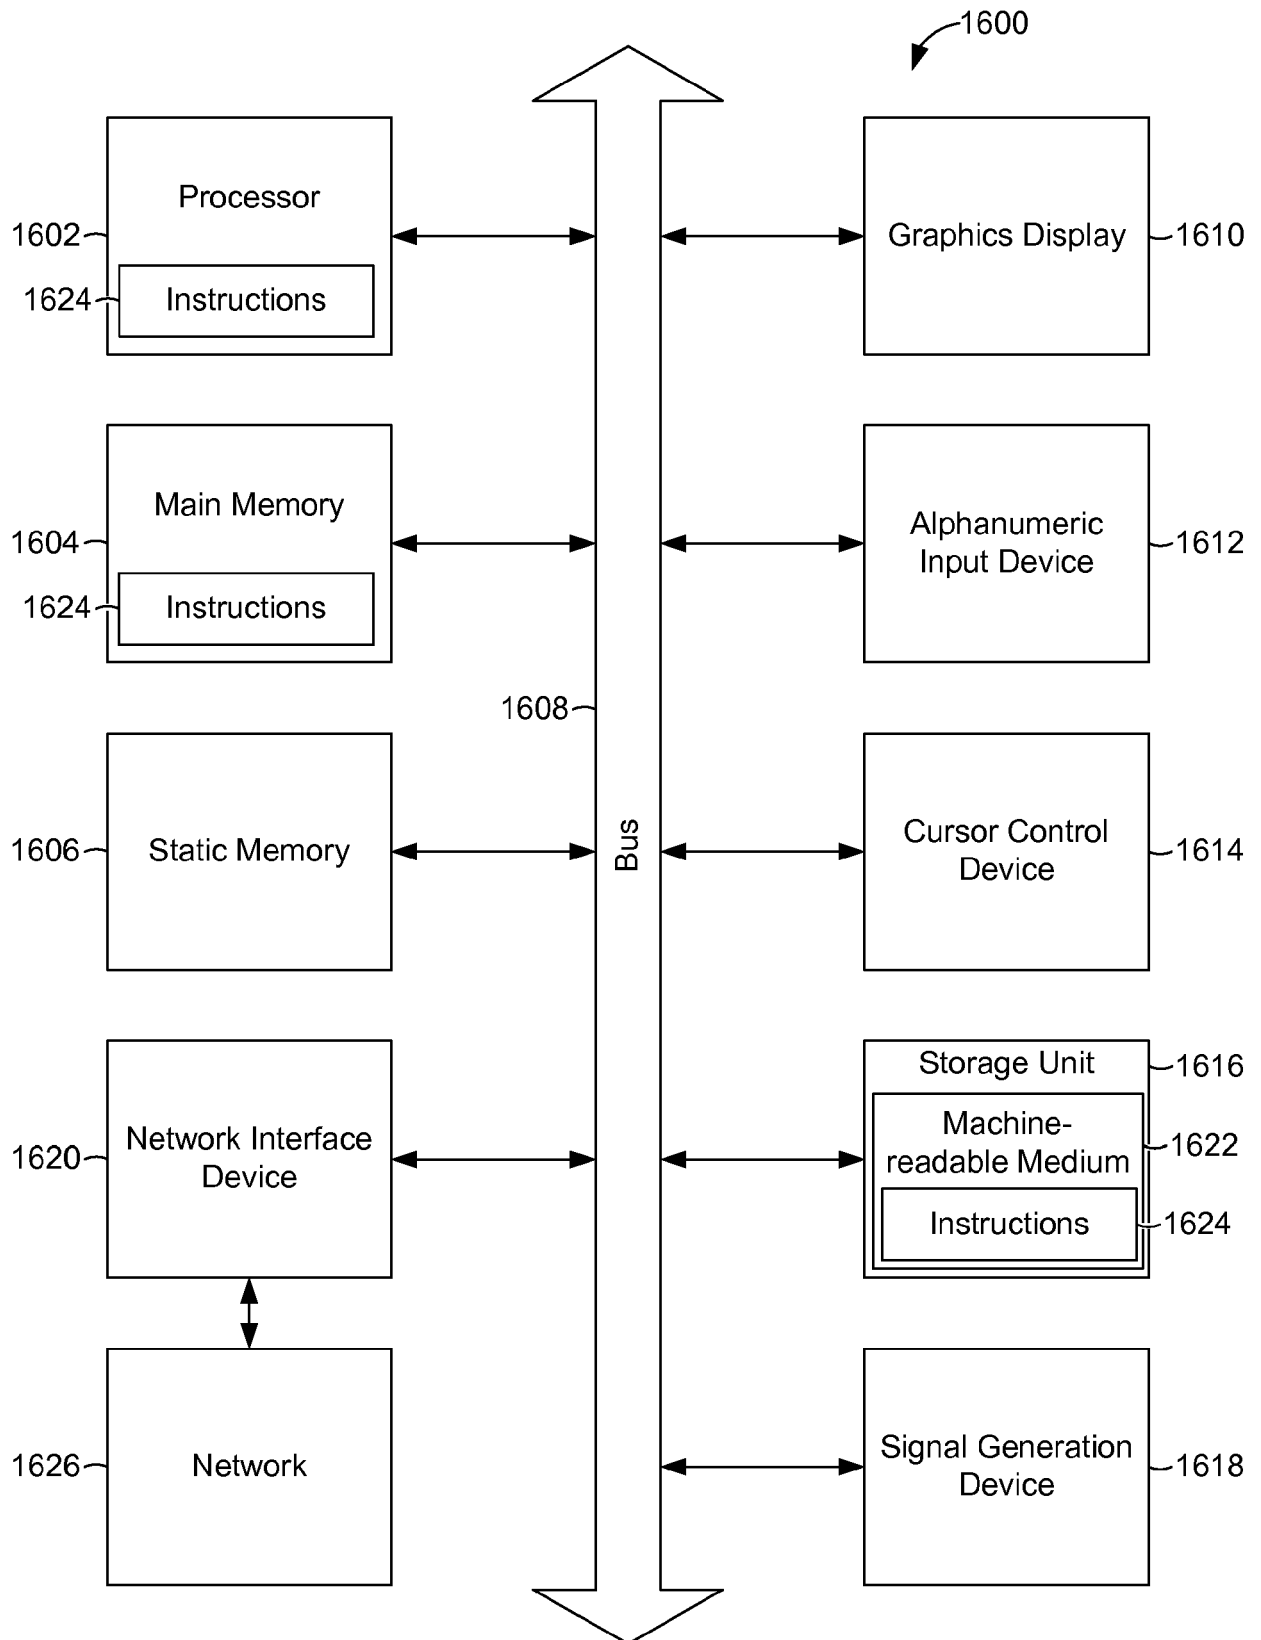 1600
Processor
1602
1624
Instructions
Graphics Display
1610
Main Memory
1604
1624
Instructions
Alphanumeric
Input Device
1612
1608
Bus
Static Memory
1606
Cursor Control
Device
1614
Network Interface
Device
1620
Storage Unit
1616
Machine-
readable Medium
1622
Instructions
1624
Network
1626
Signal Generation
Device
1618